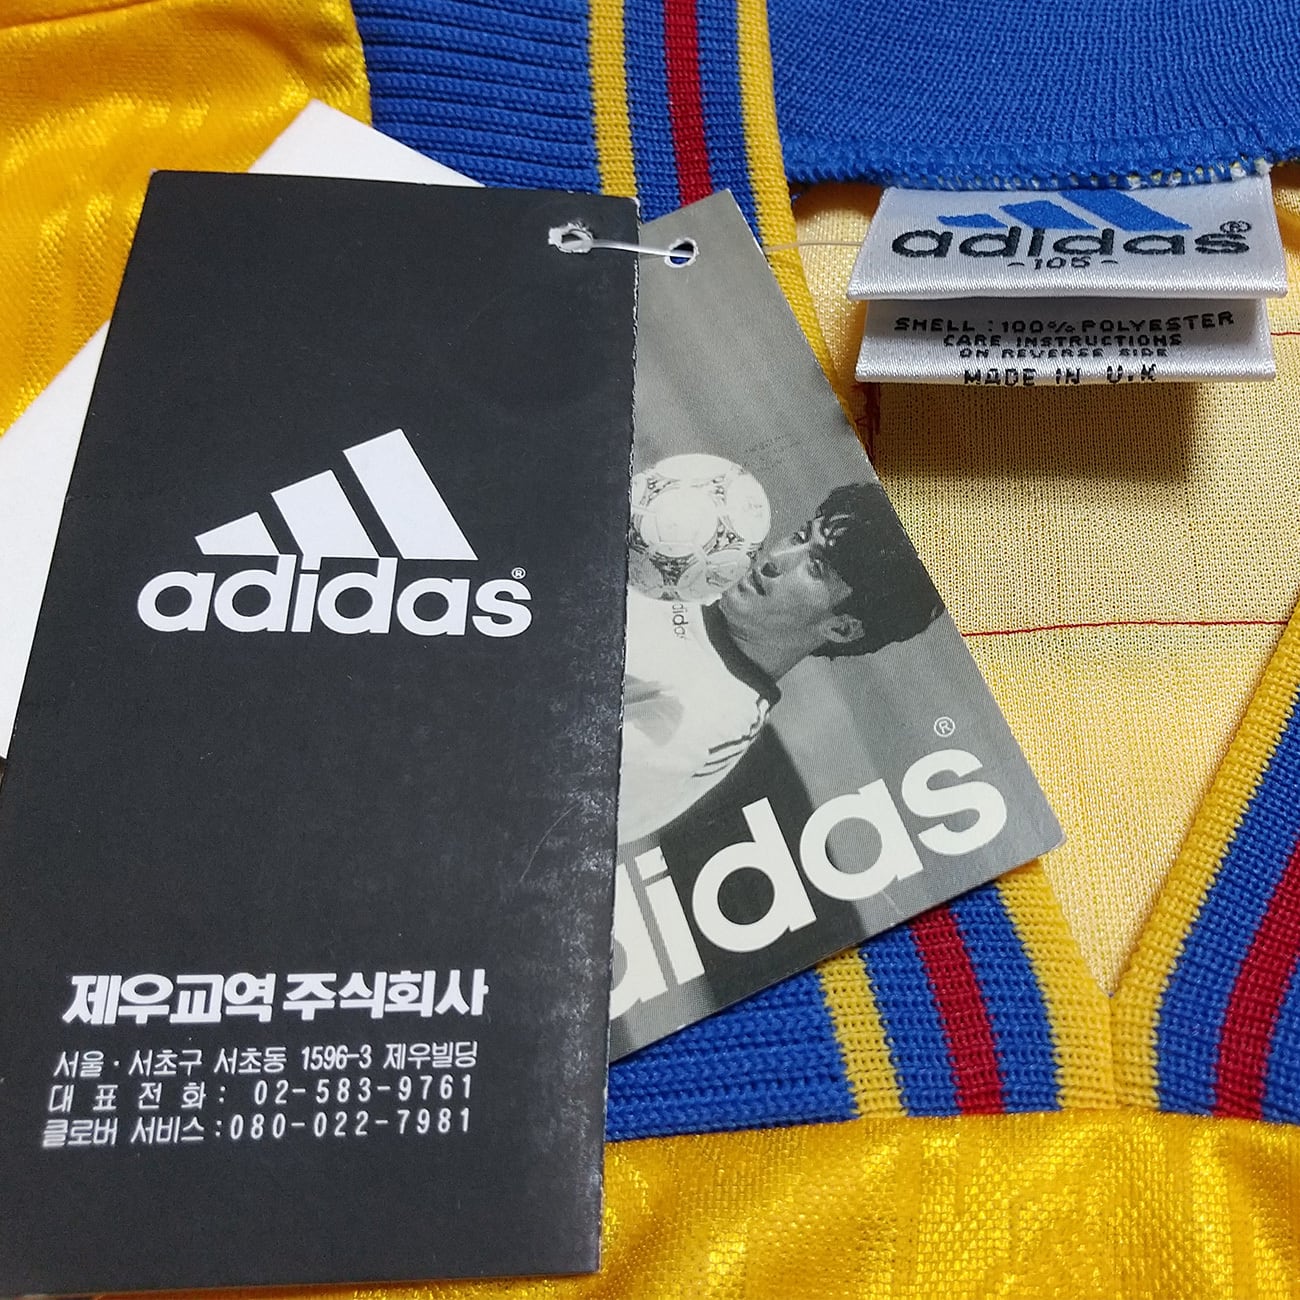 adidas®
제우교역 주식회사
서울·서초구 서초동 1596-3 제우빌딩
대 표 전 화 : 02-583-9761
클로버 서비스 : 080-022-7981
adidas
adidas®
adidas®
-105-
SHELL : 100% POLYESTER
CARE INSTRUCTIONS
ON REVERSE SIDE
MADE IN U.K